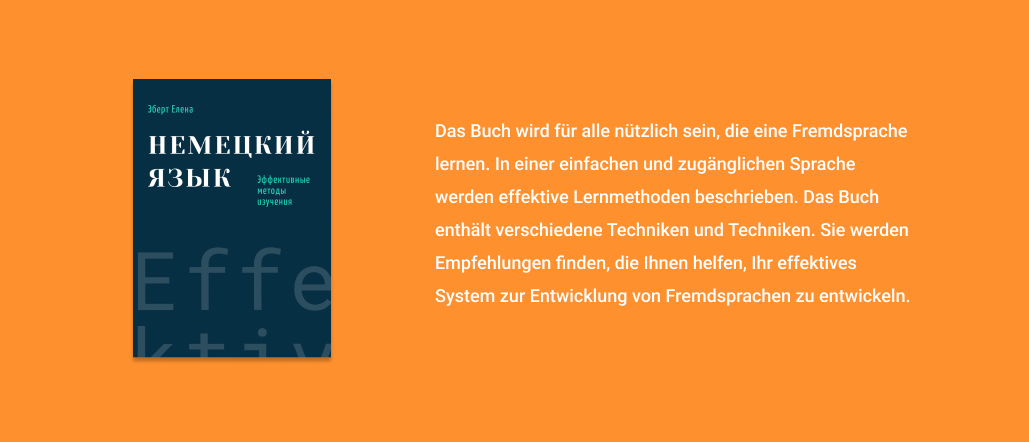 Эберт Елена
НЕМЕЦКИЙ
ЯЗЫК
Эффективные
методы
изучения
Effe
ktiv
Das Buch wird für alle nützlich sein, die eine Fremdsprache
lernen. In einer einfachen und zugänglichen Sprache
werden effektive Lernmethoden beschrieben. Das Buch
enthält verschiedene Techniken und Techniken. Sie werden
Empfehlungen finden, die Ihnen helfen, Ihr effektives
System zur Entwicklung von Fremdsprachen zu entwickeln.